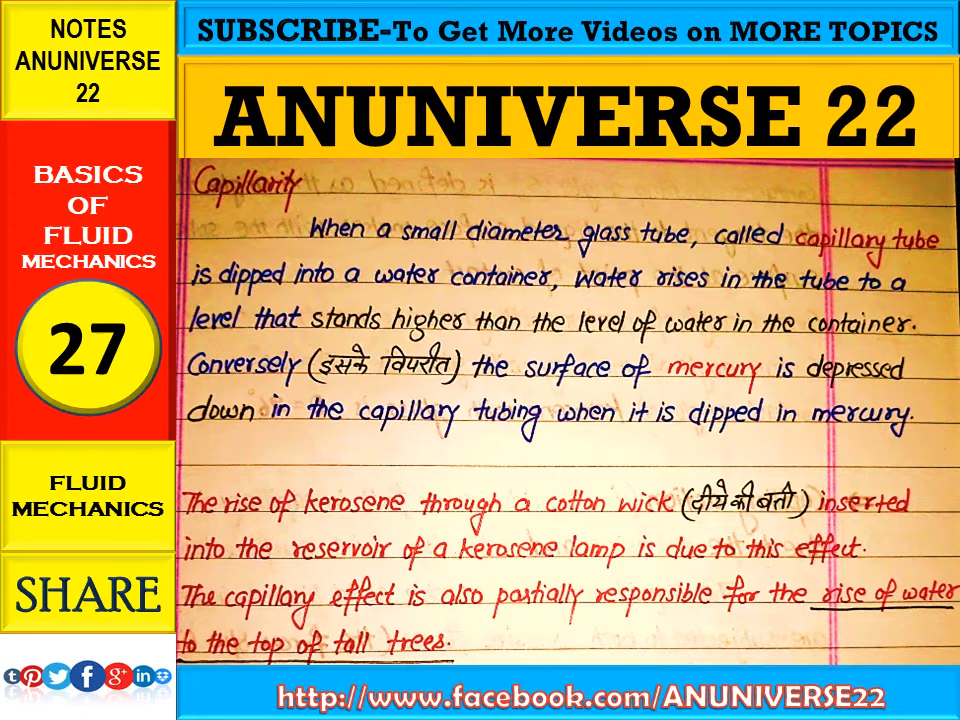 NOTES
ANUNIVERSE
22
BASICS
OF
FLUID
MECHANICS
27
FLUID
MECHANICS
SHARE
SUBSCRIBE-To Get More Videos on MORE TOPICS
ANUNIVERSE 22
Capillarity
When a small diameter glass tube, called capillary tube
is dipped into a water container, water rises in the tube to a
level that stands higher than the level of water in the container.
Conversely (इसके विपरीत) the surface of mercury is depressed
down in the capillary tubing when it is dipped in mercury.
The rise of kerosene through a cotton wick (दीये की बती) inserted
into the reservoir of a kerosene lamp is due to this effect.
The capillary effect is also partially responsible for the rise of water
to the top of tall trees.
http://www.facebook.com/ANUNIVERSE22